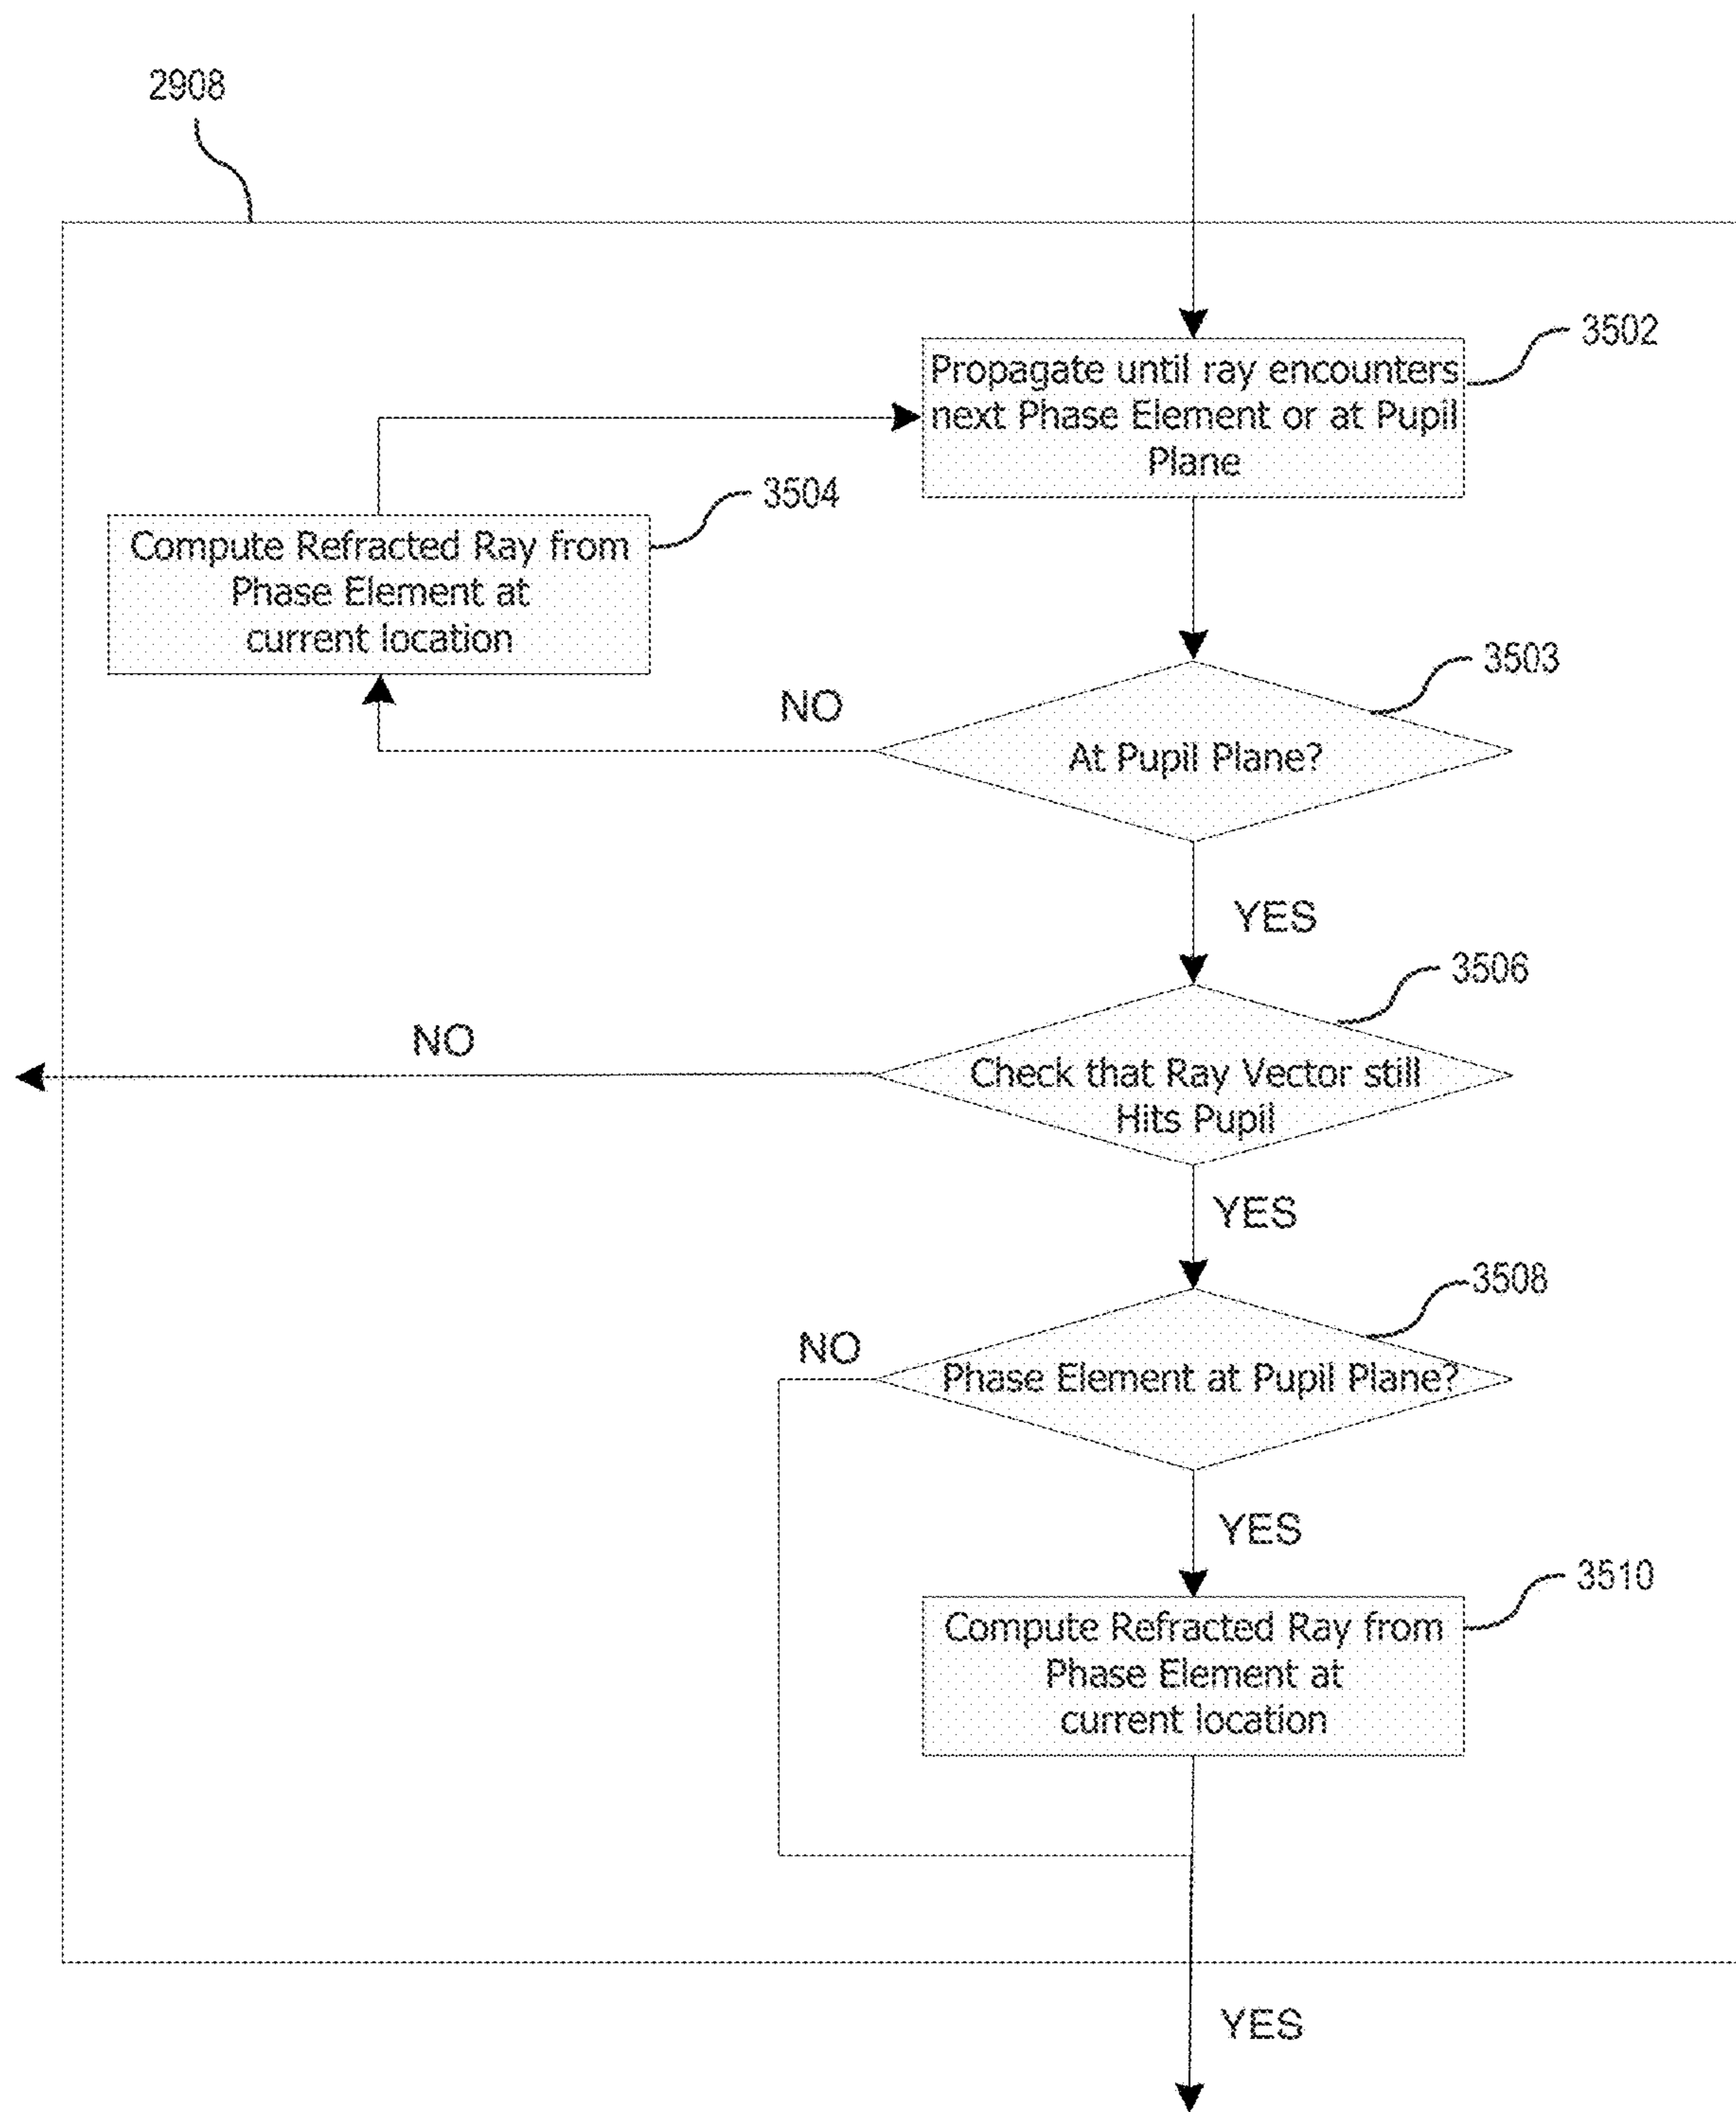 2908
3502
Propagate until ray encounters
next Phase Element or at Pupil
Plane
3504
Compute Refracted Ray from
Phase Element at
current location
3503
NO
At Pupil Plane?
YES
3506
NO
Check that Ray Vector still
Hits Pupil
YES
3508
NO
Phase Element at Pupil Plane?
YES
3510
Compute Refracted Ray from
Phase Element at
current location
YES